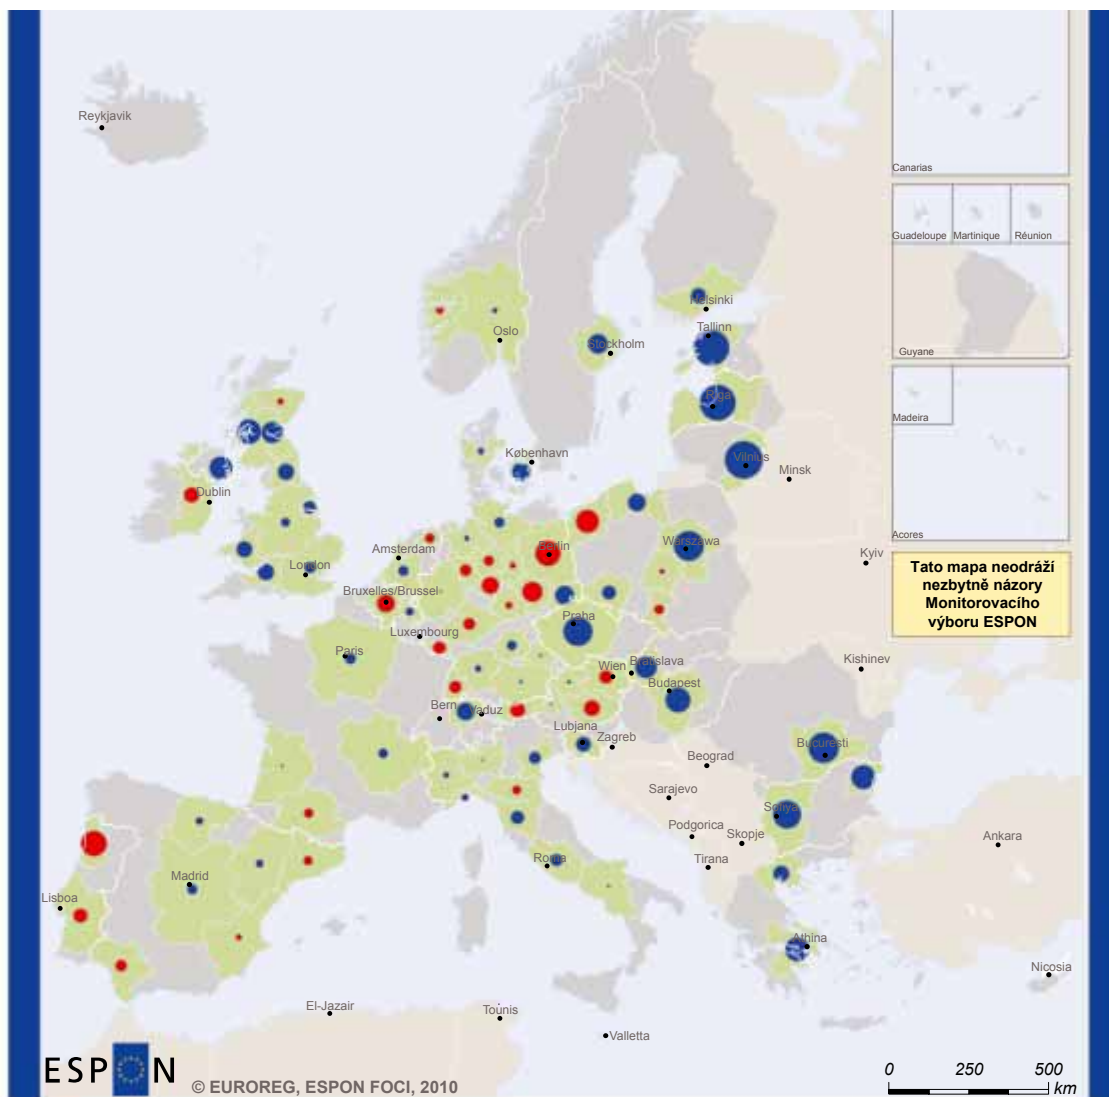 Reykjavik
Canarias
Guadeloupe
Martinique
Réunion
Guyane
Madeira
Acores
Helsinki
Tallinn
Oslo
Stockholm
Riga
København
Vilnius
Minsk
Dublin
Amsterdam
Berlin
Warszawa
Kyiv
London
Bruxelles/Brussel
Tato mapa neodráží
nezbytně názory
Monitorovacího
výboru ESPON
Praha
Luxembourg
Paris
Wien
Bratislava
Kishinev
Budapest
Bern
Vaduz
Lubjana
Zagreb
Bucuresti
Beograd
Sarajevo
Sofiya
Podgorica
Skopje
Ankara
Tirana
Roma
Madrid
Lisboa
Athina
Nicosia
El-Jazair
Tounis
Valletta
ESPON
© EUROREG, ESPON FOCI, 2010
0 250 500
km